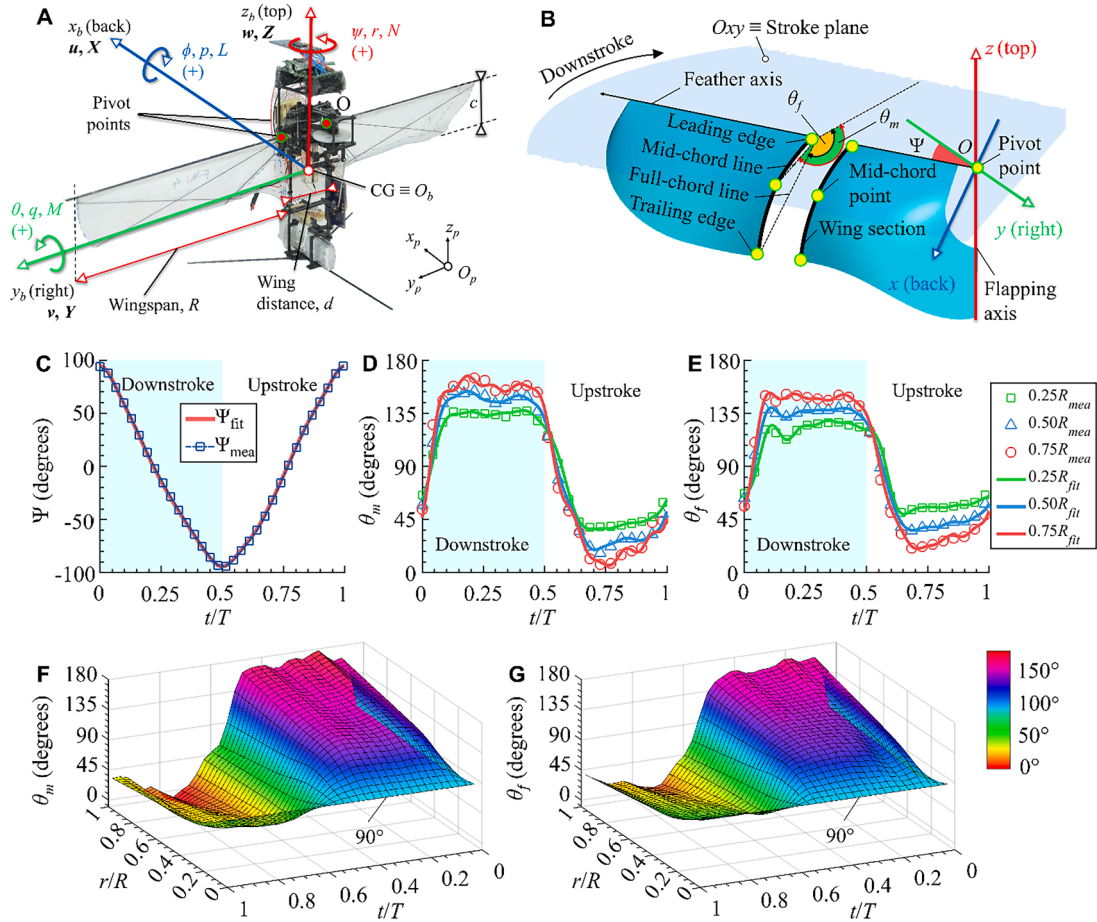 A
x_b (back)
u, X
ϕ, p, L
(+)
z_b (top)
w, Z
ψ, r, N
(+)
Pivot
points
O
c
CG ≡ O_b
θ, q, M
(+)
y_b (right)
v, Y
Wingspan, R
Wing
distance, d
x_p
y_p
z_p
O_p
B
Oxy ≡ Stroke plane
Downstroke
Feather axis
Leading edge
Mid-chord line
Full-chord line
Trailing edge
θ_f
θ_m
Mid-chord
point
Wing section
Ψ
O
z (top)
Pivot
point
y (right)
x (back)
Flapping
axis
C
Ψ (degrees)
100
50
0
-50
-100
Downstroke
Upstroke
Ψ_fit
Ψ_mea
0
0.25
0.5
0.75
1
t/T
D
θ_m (degrees)
180
135
90
45
0
Downstroke
Upstroke
0
0.25
0.5
0.75
1
t/T
E
θ_f (degrees)
180
135
90
45
0
Downstroke
Upstroke
0
0.25
0.5
0.75
1
t/T
0.25R_mea
0.50R_mea
0.75R_mea
0.25R_fit
0.50R_fit
0.75R_fit
F
θ_m (degrees)
180
135
90
45
0
1
0.8
0.6
0.4
0.2
0
r/R
1
0.8
0.6
0.4
0.2
0
t/T
90°
G
θ_f (degrees)
180
135
90
45
0
1
0.8
0.6
0.4
0.2
0
r/R
1
0.8
0.6
0.4
0.2
0
t/T
90°
150°
100°
50°
0°